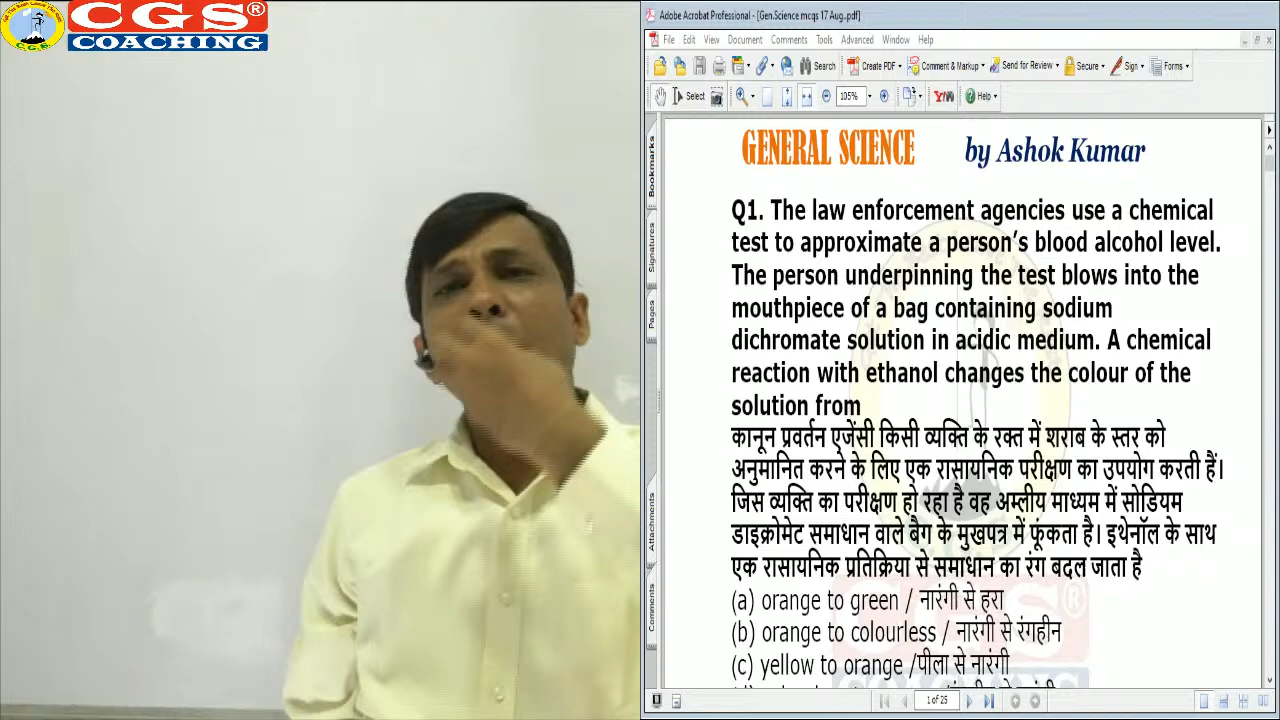 CGS®
COACHING
C.G.S.
Adobe Acrobat Professional - [Gen.Science mcqs 17 Aug..pdf]
File Edit View Document Comments Tools Advanced Window Help
Search Create PDF Comment & Markup Send for Review Secure Sign Forms
Select 105% Help
Bookmarks
Signatures
Pages
Attachments
Comments
GENERAL SCIENCE by Ashok Kumar
Q1. The law enforcement agencies use a chemical
test to approximate a person’s blood alcohol level.
The person underpinning the test blows into the
mouthpiece of a bag containing sodium
dichromate solution in acidic medium. A chemical
reaction with ethanol changes the colour of the
solution from
कानून प्रवर्तन एजेंसी किसी व्यक्ति के रक्त में शराब के स्तर को
अनुमानित करने के लिए एक रासायनिक परीक्षण का उपयोग करती हैं।
जिस व्यक्ति का परीक्षण हो रहा है वह अम्लीय माध्यम में सोडियम
डाइक्रोमेट समाधान वाले बैग के मुखपत्र में फूंकता है। इथेनॉल के साथ
एक रासायनिक प्रतिक्रिया से समाधान का रंग बदल जाता है
(a) orange to green / नारंगी से हरा
(b) orange to colourless / नारंगी से रंगहीन
(c) yellow to orange /पीला से नारंगी
1 of 25